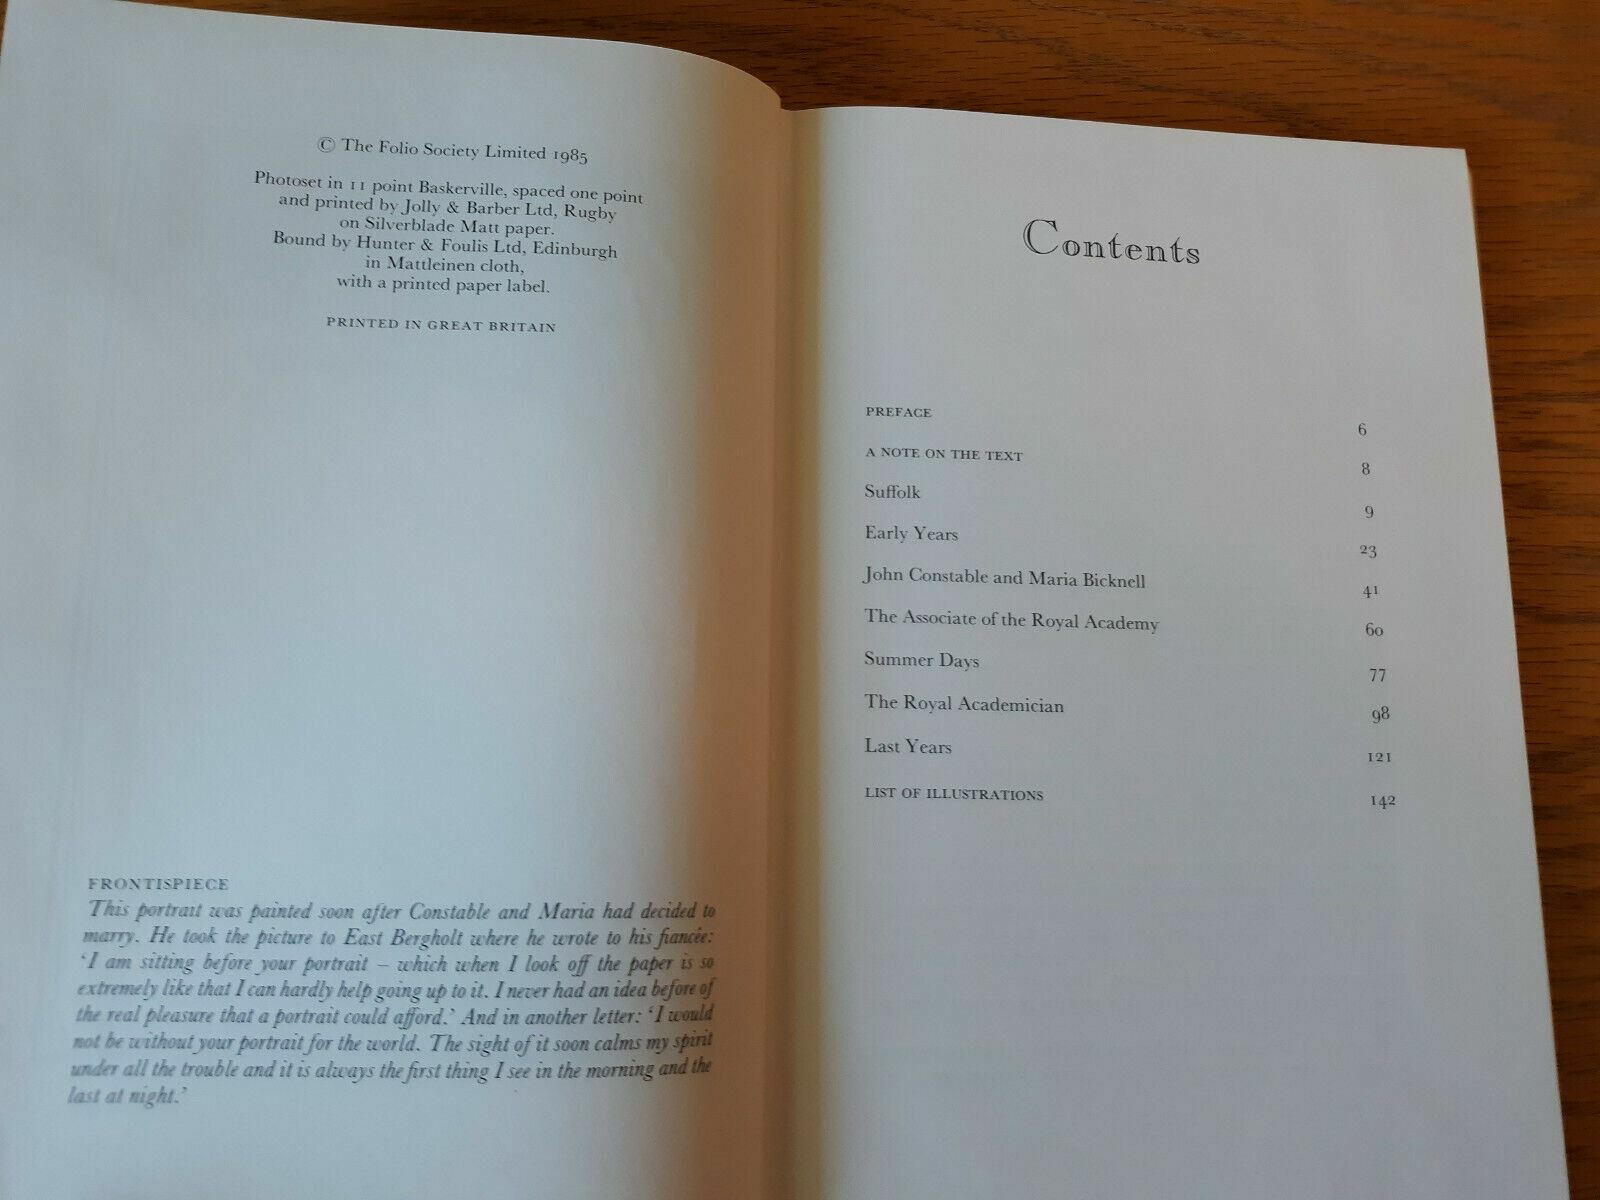 © The Folio Society Limited 1985
Photoset in 11 point Baskerville, spaced one point
and printed by Jolly & Barber Ltd, Rugby
on Silverblade Matt paper.
Bound by Hunter & Foulis Ltd, Edinburgh
in Mattleinen cloth,
with a printed paper label.
PRINTED IN GREAT BRITAIN
FRONTISPIECE
This portrait was painted soon after Constable and Maria had decided to
marry. He took the picture to East Bergholt where he wrote to his fiancée:
‘I am sitting before your portrait – which when I look off the paper is so
extremely like that I can hardly help going up to it. I never had an idea before of
the real pleasure that a portrait could afford.’ And in another letter: ‘I would
not be without your portrait for the world. The sight of it soon calms my spirit
under all the trouble and it is always the first thing I see in the morning and the
last at night.’
Contents
PREFACE 6
A NOTE ON THE TEXT 8
Suffolk 9
Early Years 23
John Constable and Maria Bicknell 41
The Associate of the Royal Academy 60
Summer Days 77
The Royal Academician 98
Last Years 121
LIST OF ILLUSTRATIONS 142